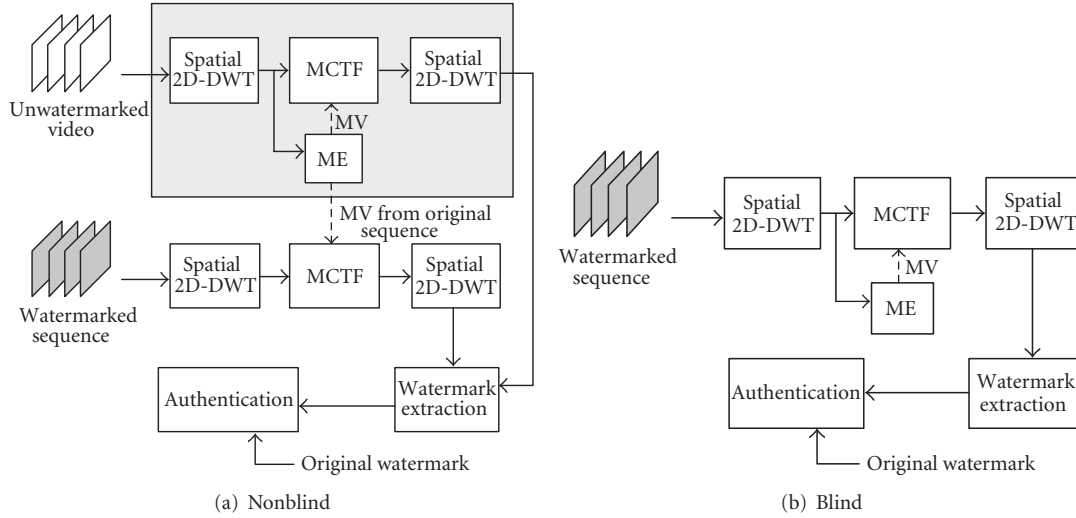 Unwatermarked
video
Spatial
2D-DWT
MCTF
Spatial
2D-DWT
MV
ME
MV from original
sequence
Watermarked
sequence
Spatial
2D-DWT
MCTF
Spatial
2D-DWT
Authentication
Watermark
extraction
Original watermark
(a) Nonblind
Watermarked
sequence
Spatial
2D-DWT
MCTF
Spatial
2D-DWT
MV
ME
Authentication
Watermark
extraction
Original watermark
(b) Blind